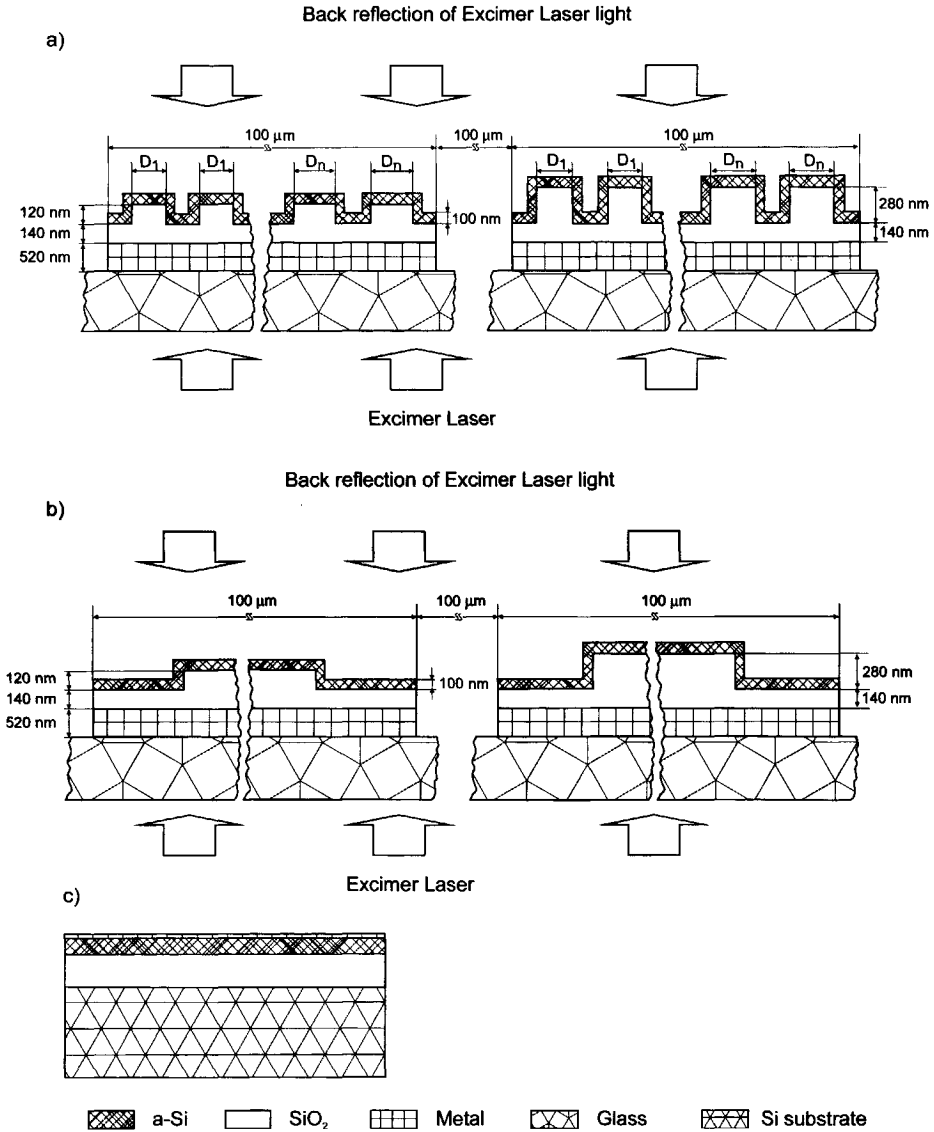 Back reflection of Excimer Laser light
a)
100 µm 100 µm 100 µm
D1 D1 Dn Dn D1 D1 Dn Dn
120 nm 100 nm 280 nm
140 nm 140 nm
520 nm
Excimer Laser
Back reflection of Excimer Laser light
b)
100 µm 100 µm 100 µm
120 nm 100 nm 280 nm
140 nm 140 nm
520 nm
Excimer Laser
c)
a-Si SiO₂ Metal Glass Si substrate